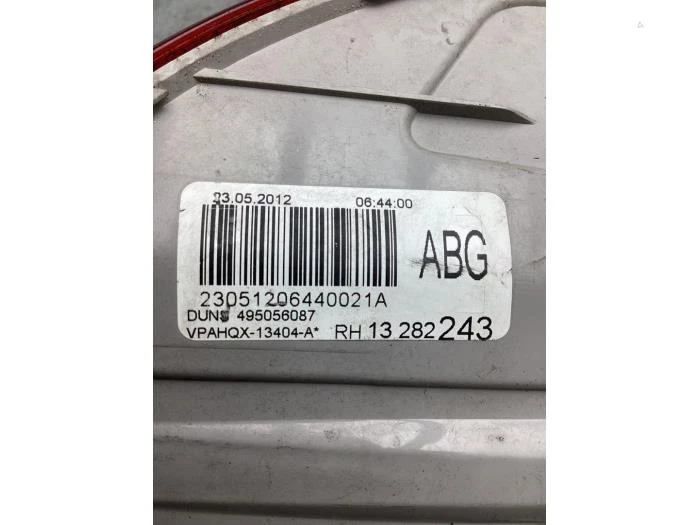 23.05.2012 06:44:00
ABG
23051206440021A
DUNS 495056087
VPAHQX-13404-A* RH 13 282 243